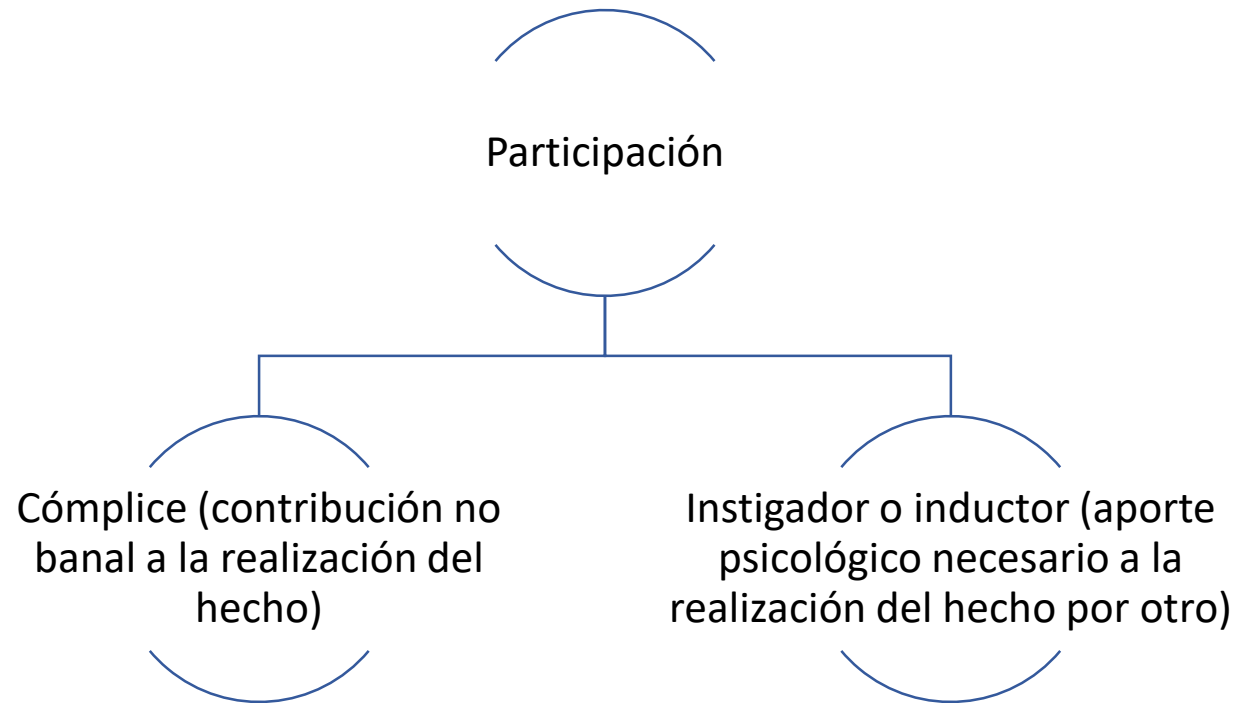 Participación
Cómplice (contribución no
banal a la realización del
hecho)
Instigador o inductor (aporte
psicológico necesario a la
realización del hecho por otro)